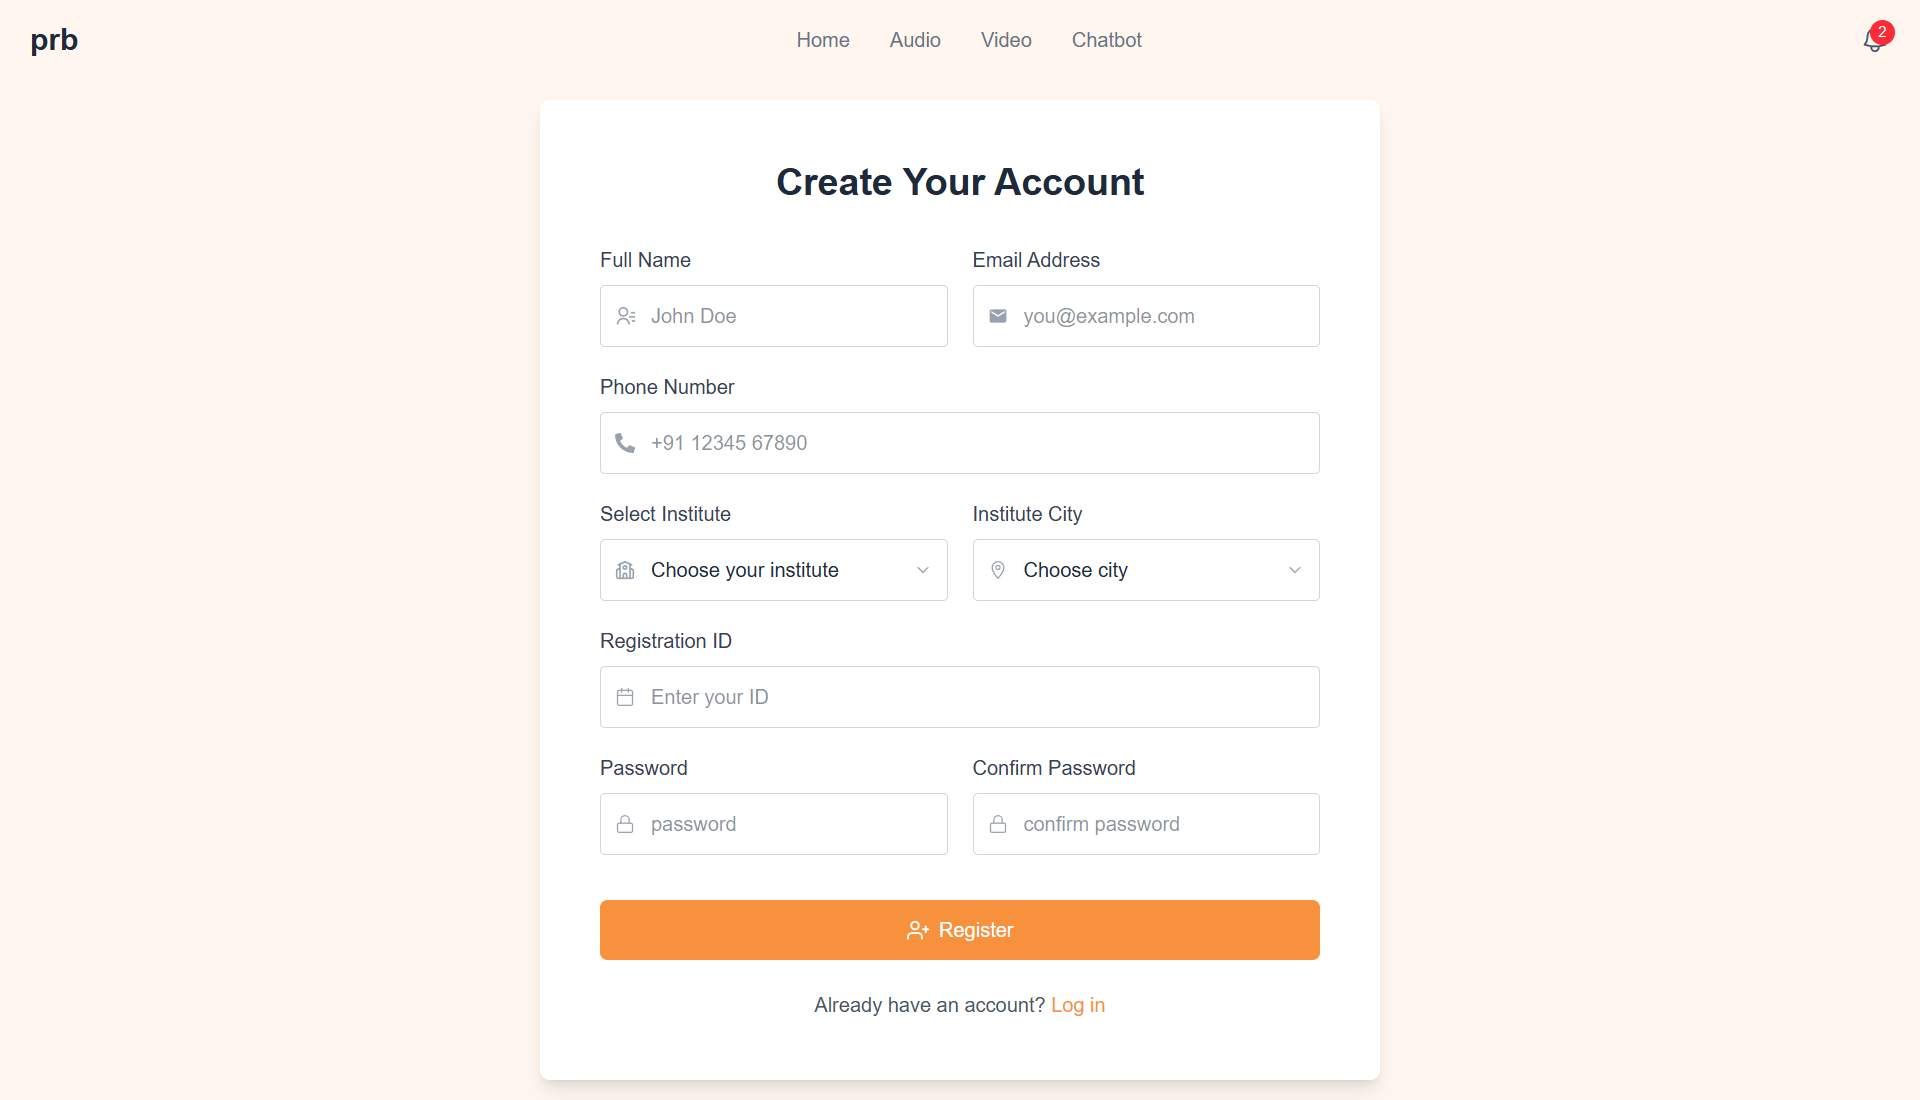 prb
Home Audio Video Chatbot
2
Create Your Account
Full Name Email Address
John Doe you@example.com
Phone Number
+91 12345 67890
Select Institute Institute City
Choose your institute Choose city
Registration ID
Enter your ID
Password Confirm Password
password confirm password
Register
Already have an account? Log in